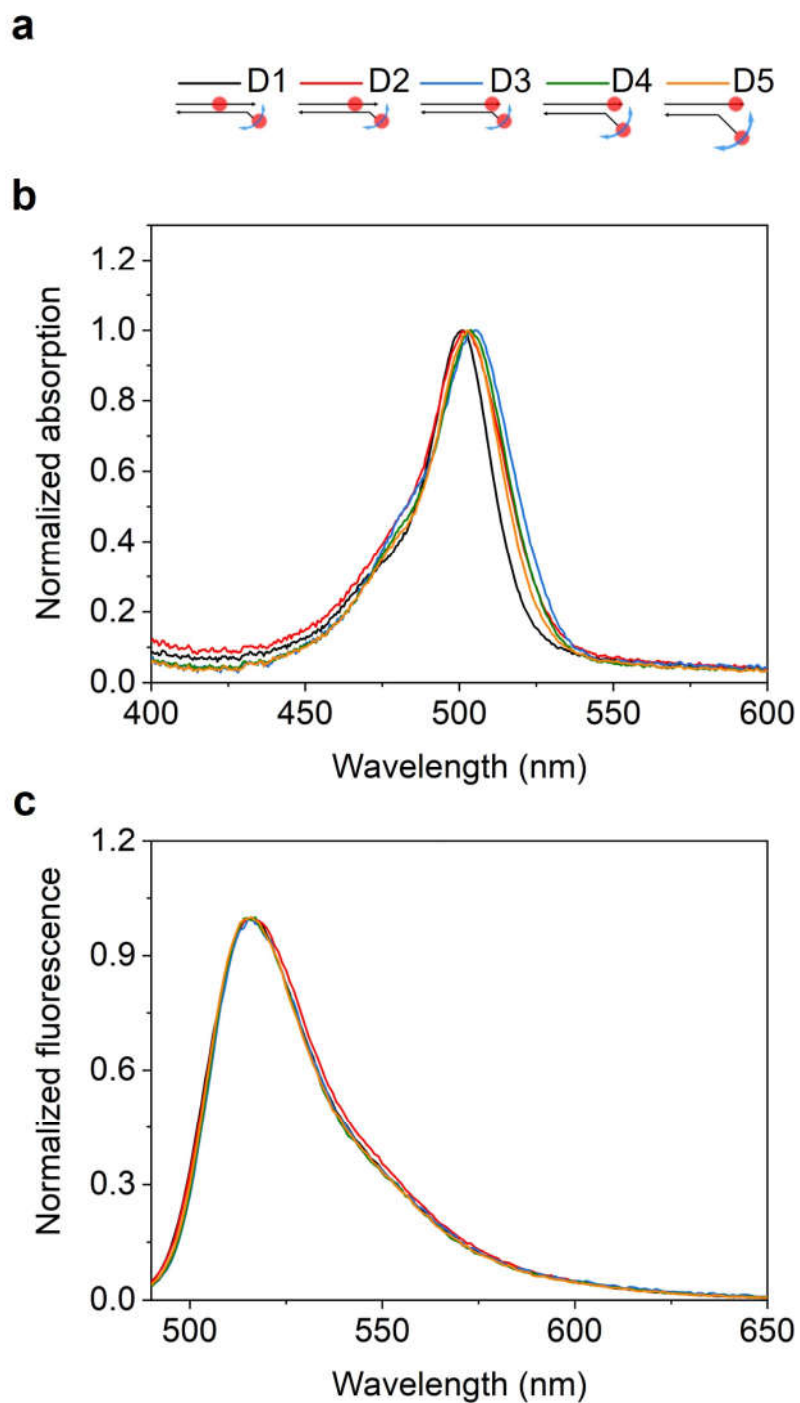 a
D1 D2 D3 D4 D5
b
1.2
1.0
0.8
0.6
0.4
0.2
0.0
Normalized absorption
400 450 500 550 600
Wavelength (nm)
c
1.2
0.9
0.6
0.3
0.0
Normalized fluorescence
500 550 600 650
Wavelength (nm)